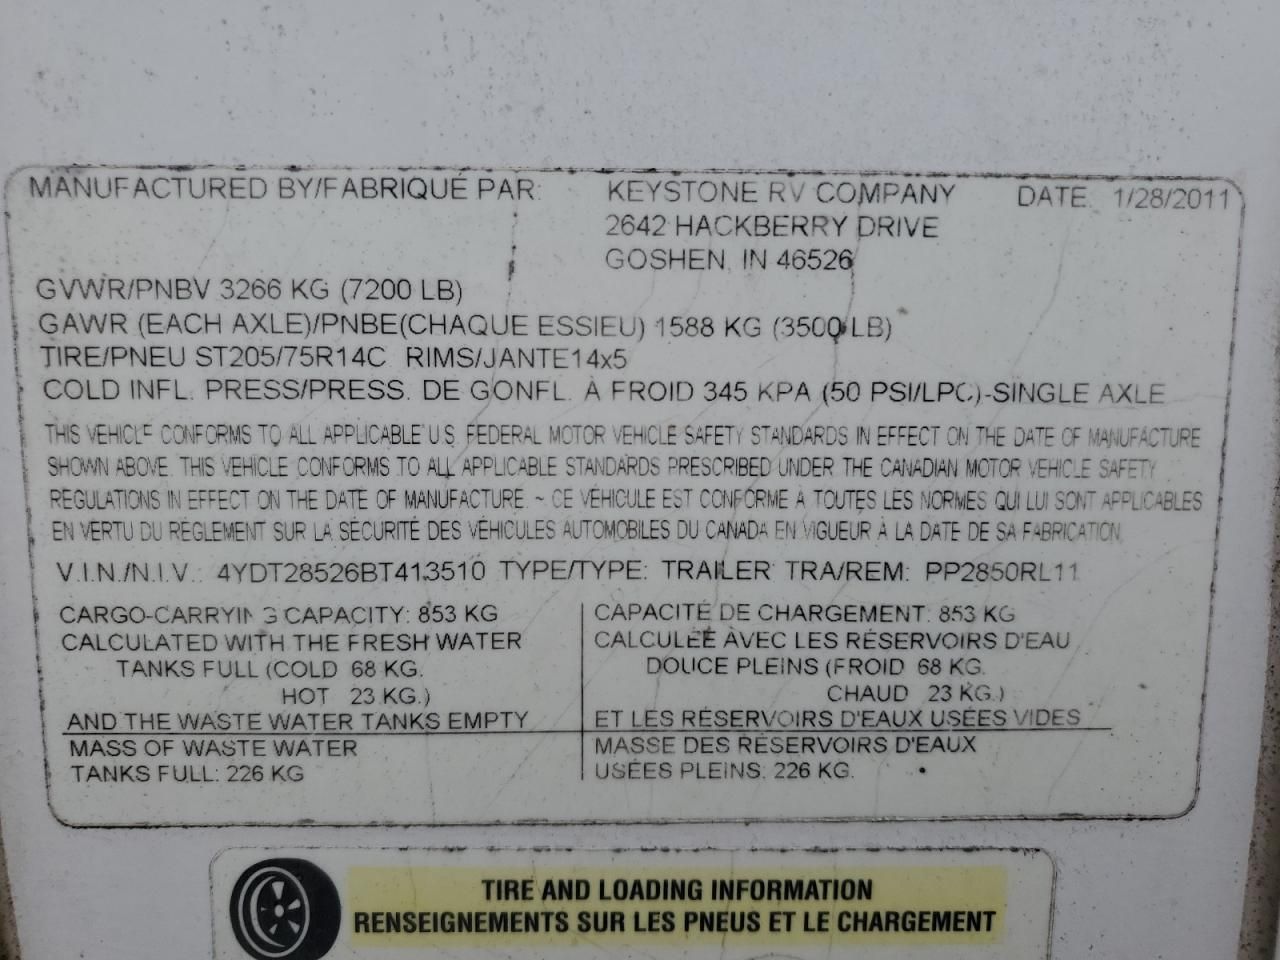 MANUFACTURED BY/FABRIQUÉ PAR: KEYSTONE RV COMPANY DATE: 1/28/2011
2642 HACKBERRY DRIVE
GOSHEN, IN 46526
GVWR/PNBV 3266 KG (7200 LB)
GAWR (EACH AXLE)/PNBE(CHAQUE ESSIEU) 1588 KG (3500 LB)
TIRE/PNEU ST205/75R14C RIMS/JANTE14x5
COLD INFL. PRESS/PRESS. DE GONFL. À FROID 345 KPA (50 PSI/LPC)-SINGLE AXLE
THIS VEHICLE CONFORMS TO ALL APPLICABLE U.S. FEDERAL MOTOR VEHICLE SAFETY STANDARDS IN EFFECT ON THE DATE OF MANUFACTURE
SHOWN ABOVE. THIS VEHICLE CONFORMS TO ALL APPLICABLE STANDARDS PRESCRIBED UNDER THE CANADIAN MOTOR VEHICLE SAFETY
REGULATIONS IN EFFECT ON THE DATE OF MANUFACTURE. ~ CE VÉHICULE EST CONFORME À TOUTES LES NORMES QUI LUI SONT APPLICABLES
EN VERTU DU RÈGLEMENT SUR LA SÉCURITÉ DES VÉHICULES AUTOMOBILES DU CANADA EN VIGUEUR À LA DATE DE SA FABRICATION.
V.I.N./N.I.V.: 4YDT28526BT413510 TYPE/TYPE: TRAILER TRA/REM: PP2850RL11
CARGO-CARRYING CAPACITY: 853 KG
CALCULATED WITH THE FRESH WATER
TANKS FULL (COLD 68 KG.
HOT 23 KG.)
AND THE WASTE WATER TANKS EMPTY
MASS OF WASTE WATER
TANKS FULL: 226 KG
CAPACITÉ DE CHARGEMENT: 853 KG
CALCULÉE AVEC LES RÉSERVOIRS D'EAU
DOUCE PLEINS (FROID 68 KG.
CHAUD 23 KG.)
ET LES RÉSERVOIRS D'EAUX USÉES VIDES
MASSE DES RÉSERVOIRS D'EAUX
USÉES PLEINS: 226 KG.
TIRE AND LOADING INFORMATION
RENSEIGNEMENTS SUR LES PNEUS ET LE CHARGEMENT